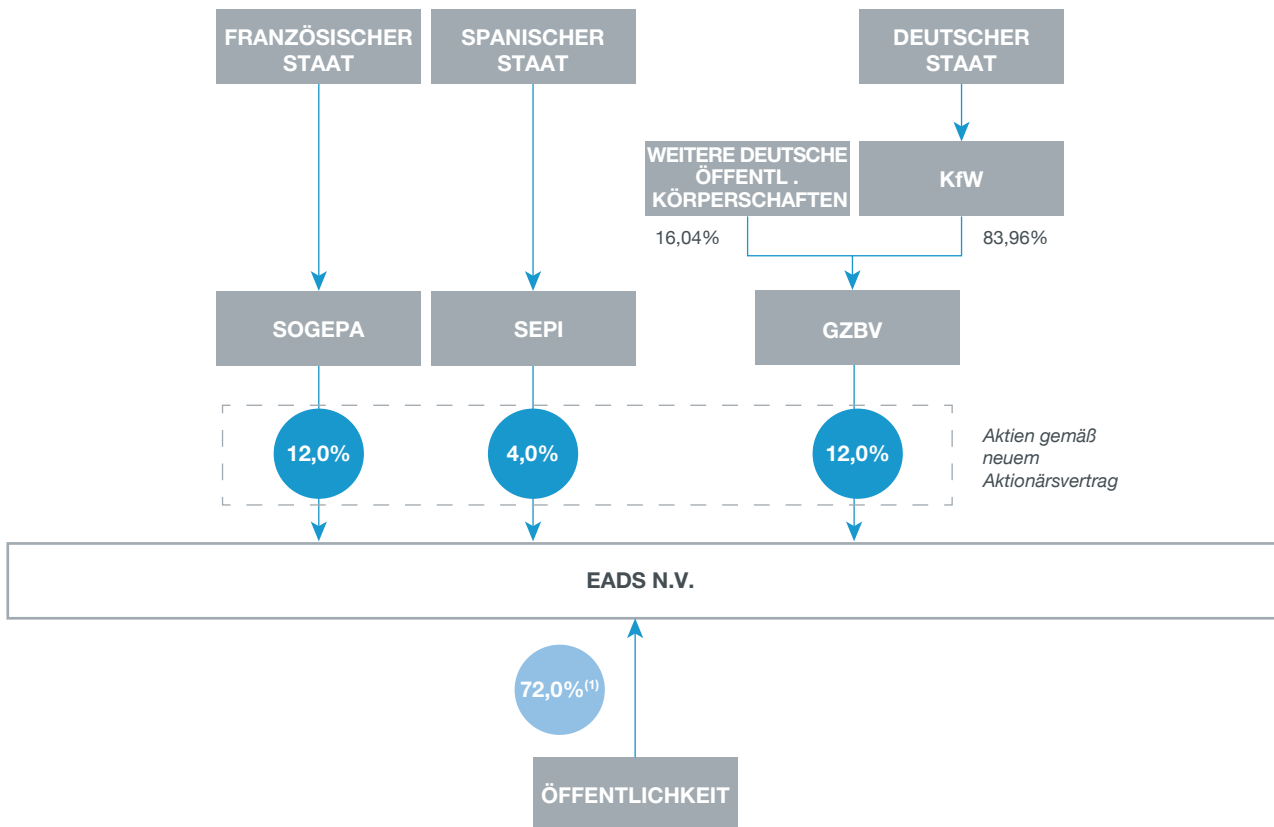 FRANZÖSISCHER
STAAT
SPANISCHER
STAAT
DEUTSCHER
STAAT
WEITERE DEUTSCHE
ÖFFENTL .
KÖRPERSCHAFTEN
KfW
16,04%
83,96%
SOGEPA
SEPI
GZBV
12,0%
4,0%
12,0%
Aktien gemäß
neuem
Aktionärsvertrag
EADS N.V.
72,0%(1)
ÖFFENTLICHKEIT